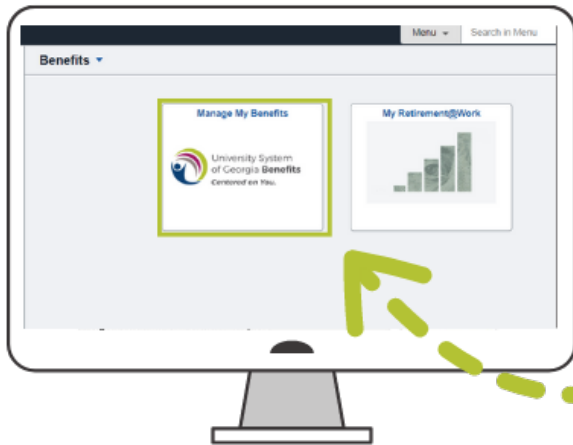 Menu
Search in Menu
Benefits
Manage My Benefits
My Retirement@Work
University System
of Georgia Benefits
Centered on You.